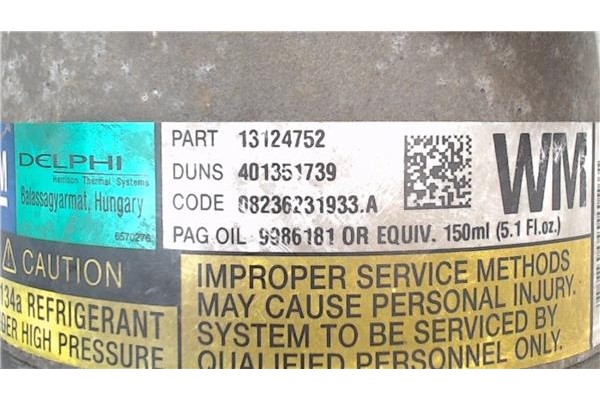 DELPHI
Harrison Thermal Systems
Balassagyarmat, Hungary
6570276
PART 13124752
DUNS 401351739
CODE 08236231933.A
PAG OIL 9986181 OR EQUIV. 150ml (5.1 Fl.oz.)
WM
M
⚠ CAUTION
134a REFRIGERANT
DER HIGH PRESSURE
IMPROPER SERVICE METHODS
MAY CAUSE PERSONAL INJURY.
SYSTEM TO BE SERVICED BY
QUALIFIED PERSONNEL ONLY.